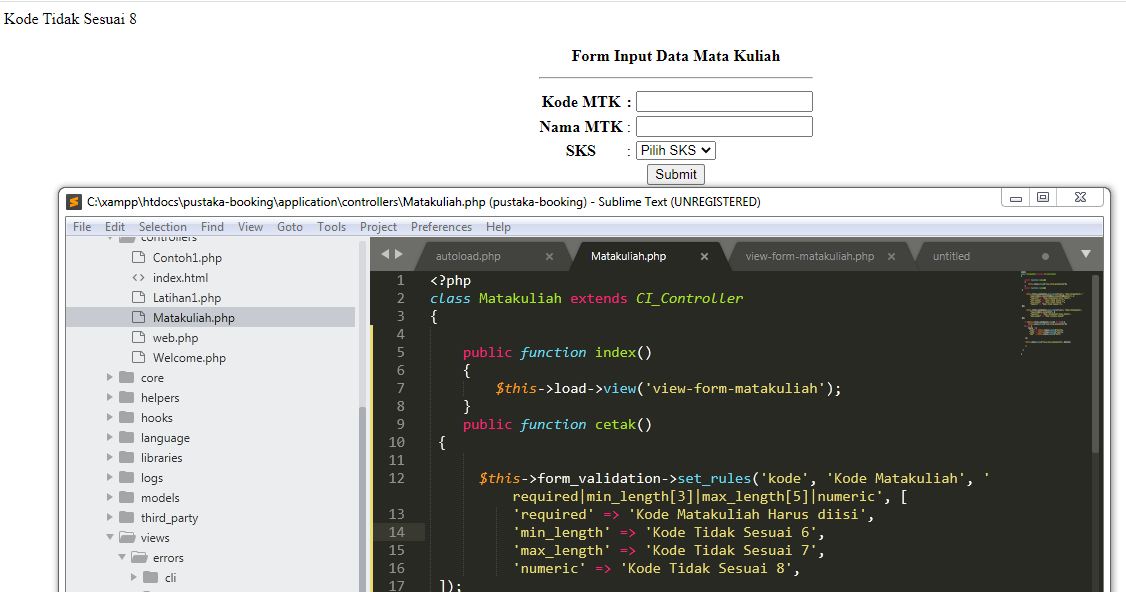 Kode Tidak Sesuai 8
Form Input Data Mata Kuliah
Kode MTK :
Nama MTK :
SKS : Pilih SKS
Submit
C:\xampp\htdocs\pustaka-booking\application\controllers\Matakuliah.php (pustaka-booking) - Sublime Text (UNREGISTERED)
File Edit Selection Find View Goto Tools Project Preferences Help
controllers
Contoh1.php
index.html
Latihan1.php
Matakuliah.php
web.php
Welcome.php
core
helpers
hooks
language
libraries
logs
models
third_party
views
errors
cli
autoload.php Matakuliah.php view-form-matakuliah.php untitled
1 <?php
2 class Matakuliah extends CI_Controller
3 {
4
5 public function index()
6 {
7 $this->load->view('view-form-matakuliah');
8 }
9 public function cetak()
10 {
11
12 $this->form_validation->set_rules('kode', 'Kode Matakuliah', '
required|min_length[3]|max_length[5]|numeric', [
13 'required' => 'Kode Matakuliah Harus diisi',
14 'min_length' => 'Kode Tidak Sesuai 6',
15 'max_length' => 'Kode Tidak Sesuai 7',
16 'numeric' => 'Kode Tidak Sesuai 8',
17 ]);